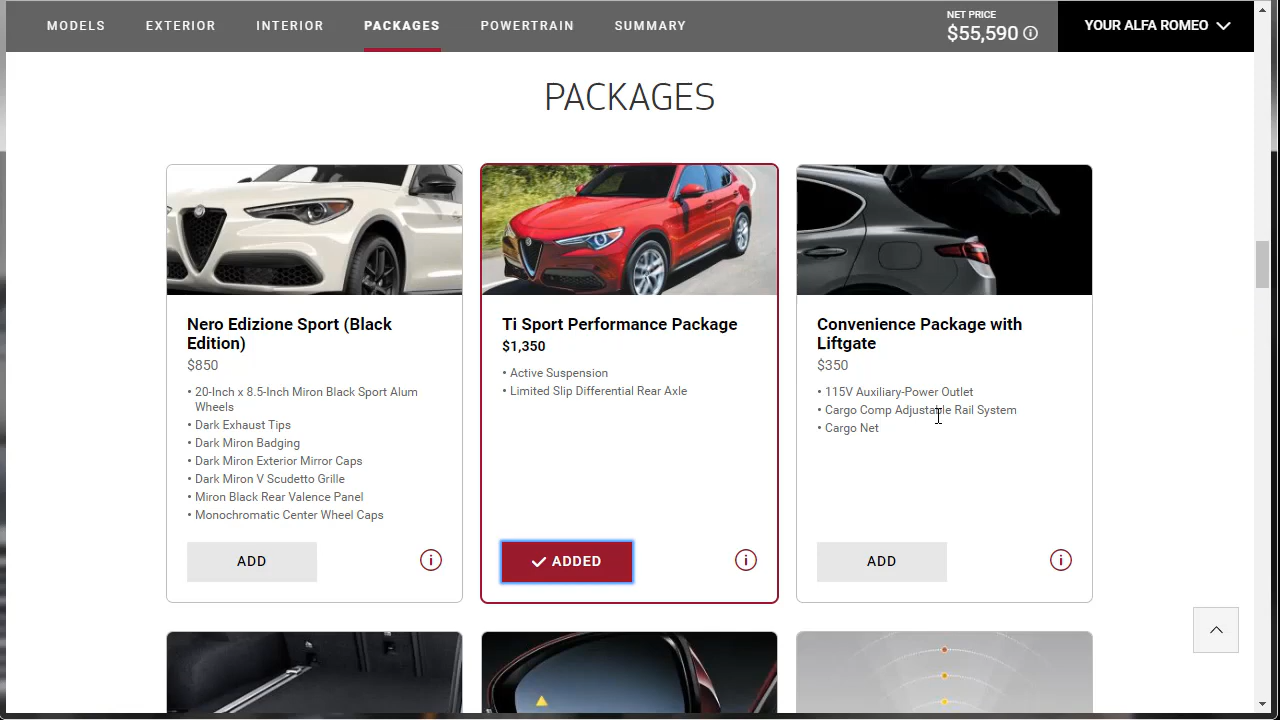 MODELS EXTERIOR INTERIOR PACKAGES POWERTRAIN SUMMARY NET PRICE $55,590 YOUR ALFA ROMEO
PACKAGES
Nero Edizione Sport (Black
Edition)
$850
• 20-Inch x 8.5-Inch Miron Black Sport Alum
Wheels
• Dark Exhaust Tips
• Dark Miron Badging
• Dark Miron Exterior Mirror Caps
• Dark Miron V Scudetto Grille
• Miron Black Rear Valence Panel
• Monochromatic Center Wheel Caps
ADD
Ti Sport Performance Package
$1,350
• Active Suspension
• Limited Slip Differential Rear Axle
ADDED
Convenience Package with
Liftgate
$350
• 115V Auxiliary-Power Outlet
• Cargo Comp Adjustable Rail System
• Cargo Net
ADD